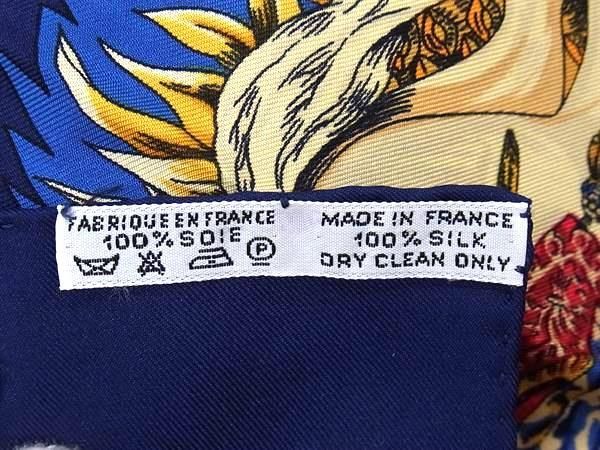 FABRIQUE EN FRANCE
100% SOIE
P
MADE IN FRANCE
100% SILK
DRY CLEAN ONLY